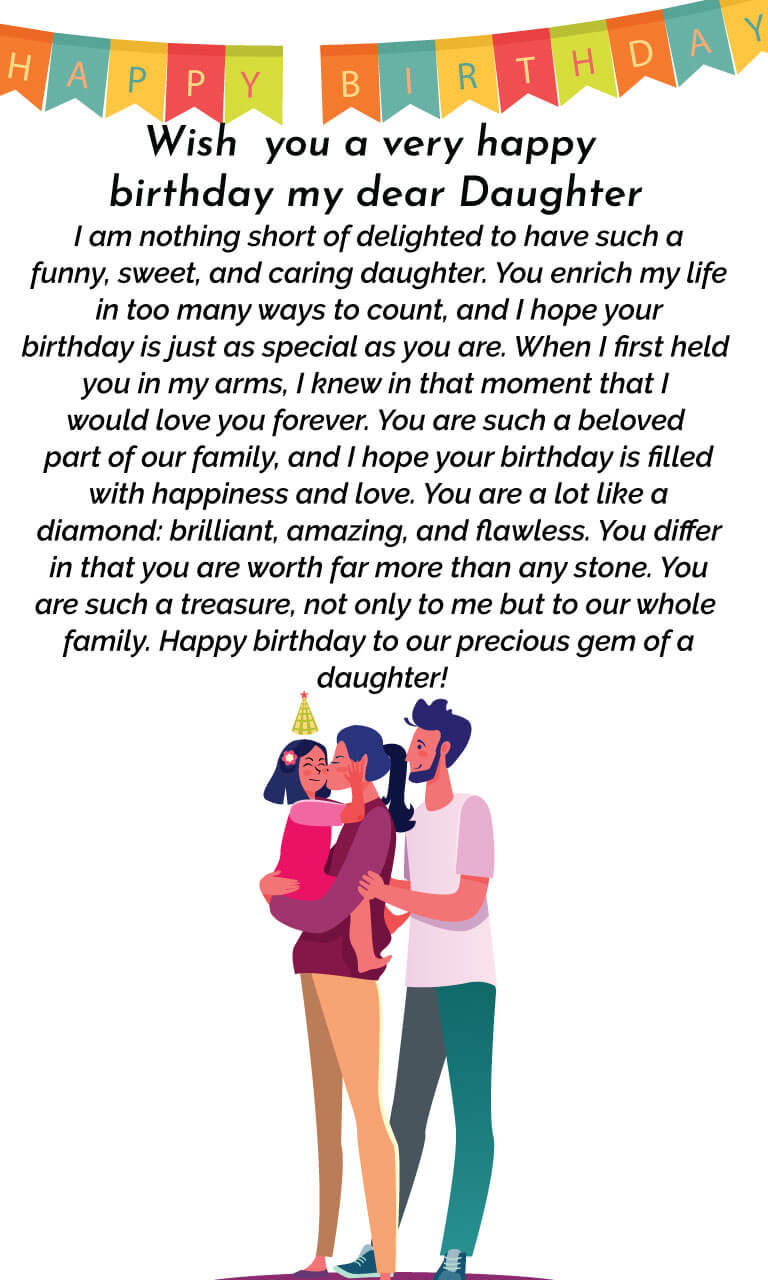 HAPPY BIRTHDAY
Wish you a very happy
birthday my dear Daughter
I am nothing short of delighted to have such a
funny, sweet, and caring daughter. You enrich my life
in too many ways to count, and I hope your
birthday is just as special as you are. When I first held
you in my arms, I knew in that moment that I
would love you forever. You are such a beloved
part of our family, and I hope your birthday is filled
with happiness and love. You are a lot like a
diamond: brilliant, amazing, and flawless. You differ
in that you are worth far more than any stone. You
are such a treasure, not only to me but to our whole
family. Happy birthday to our precious gem of a
daughter!